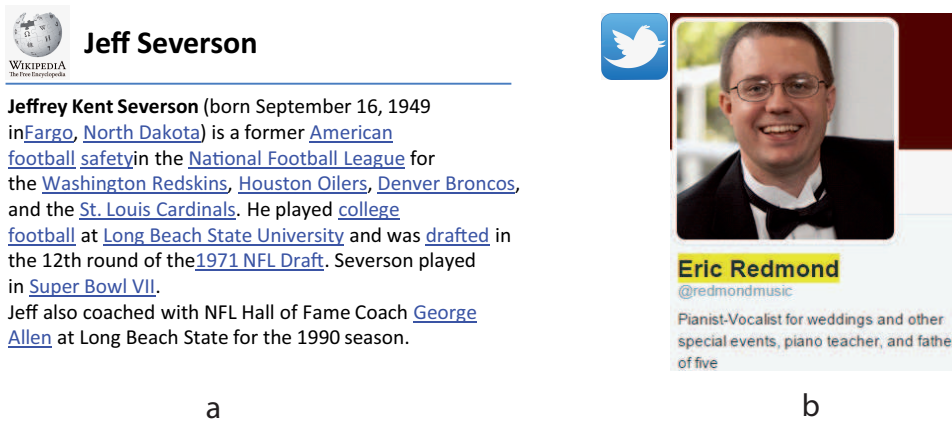 WIKIPEDIA
The Free Encyclopedia
Jeff Severson
Jeffrey Kent Severson (born September 16, 1949
inFargo, North Dakota) is a former American
football safetyin the National Football League for
the Washington Redskins, Houston Oilers, Denver Broncos,
and the St. Louis Cardinals. He played college
football at Long Beach State University and was drafted in
the 12th round of the1971 NFL Draft. Severson played
in Super Bowl VII.
Jeff also coached with NFL Hall of Fame Coach George
Allen at Long Beach State for the 1990 season.
a
Eric Redmond
@redmondmusic
Pianist-Vocalist for weddings and other
special events, piano teacher, and fathe
of five
b